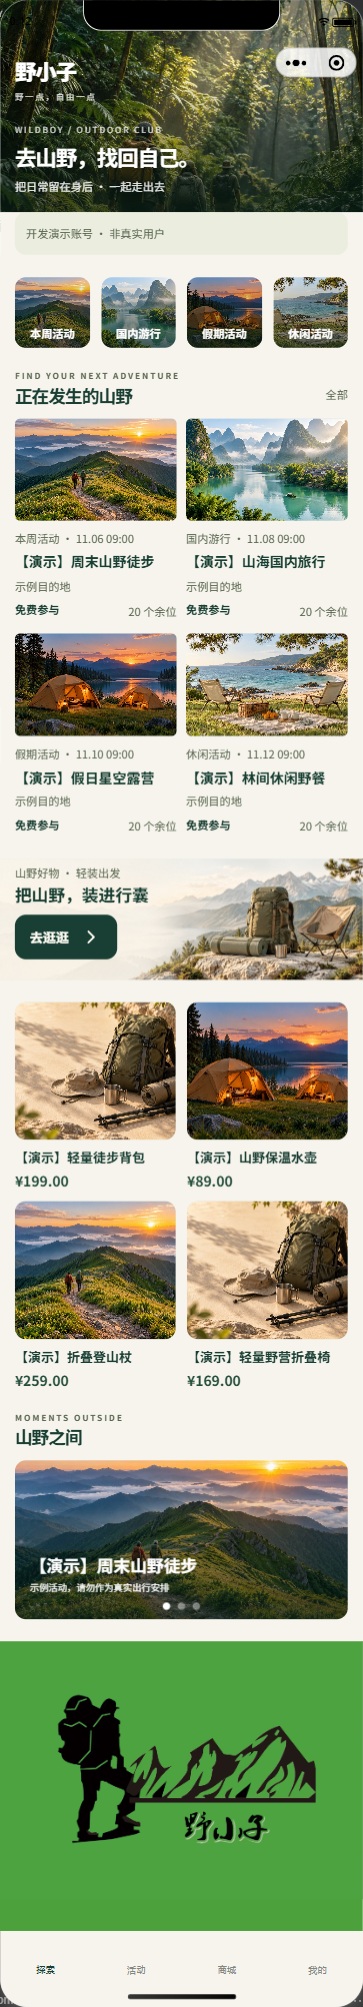 野小子
野一点，自由一点
WILDBOY / OUTDOOR CLUB
去山野，找回自己。
把日常留在身后 · 一起走出去
开发演示账号 · 非真实用户
本周活动
国内游行
假期活动
休闲活动
FIND YOUR NEXT ADVENTURE
正在发生的山野
全部
本周活动 · 11.06 09:00
【演示】周末山野徒步
示例目的地
免费参与
20 个余位
国内游行 · 11.08 09:00
【演示】山海国内旅行
示例目的地
免费参与
20 个余位
假期活动 · 11.10 09:00
【演示】假日星空露营
示例目的地
免费参与
20 个余位
休闲活动 · 11.12 09:00
【演示】林间休闲野餐
示例目的地
免费参与
20 个余位
山野好物 · 轻装出发
把山野，装进行囊
去逛逛
【演示】轻量徒步背包
¥199.00
【演示】山野保温水壶
¥89.00
【演示】折叠登山杖
¥259.00
【演示】轻量野营折叠椅
¥169.00
MOMENTS OUTSIDE
山野之间
【演示】周末山野徒步
示例活动，请勿作为真实出行安排
野小子
探索
活动
商城
我的